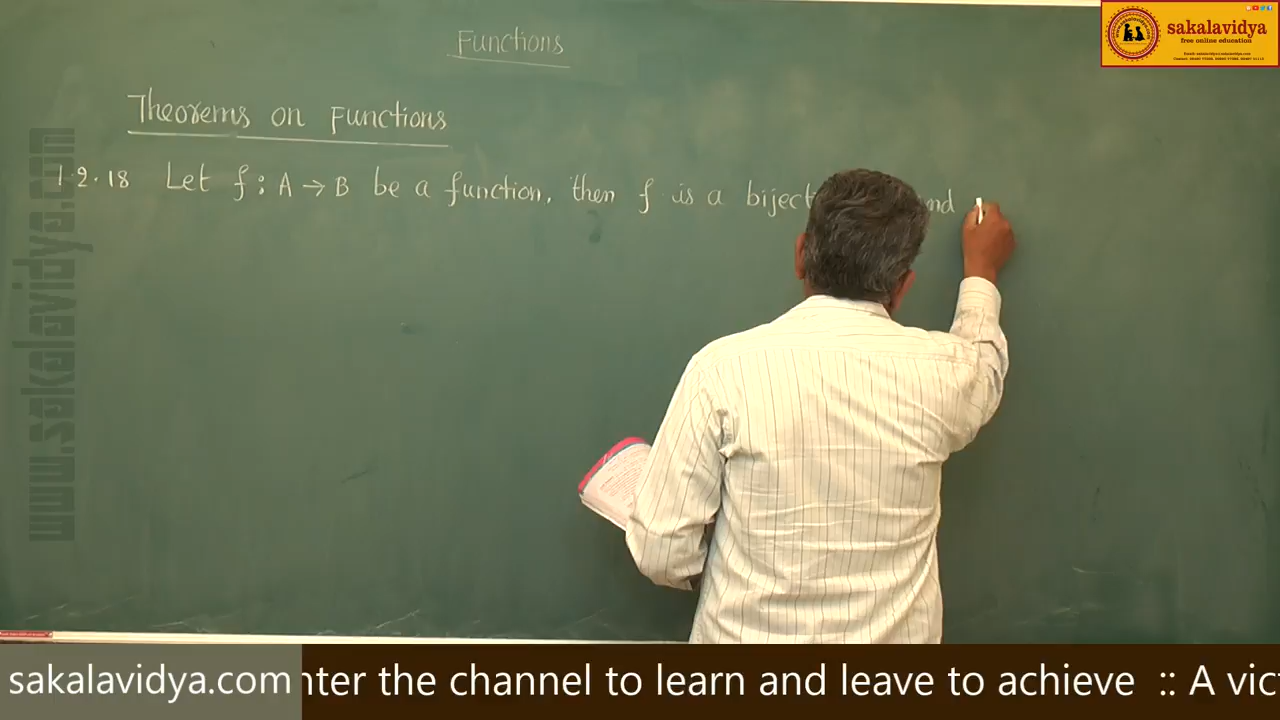 sakalavidya
free online education
Functions
Theorems on Functions
1.2.18 Let f : A → B be a function, then f is a
www.sakalavidya.com
sakalavidya.com
nter the channel to learn and leave to achieve :: A vict